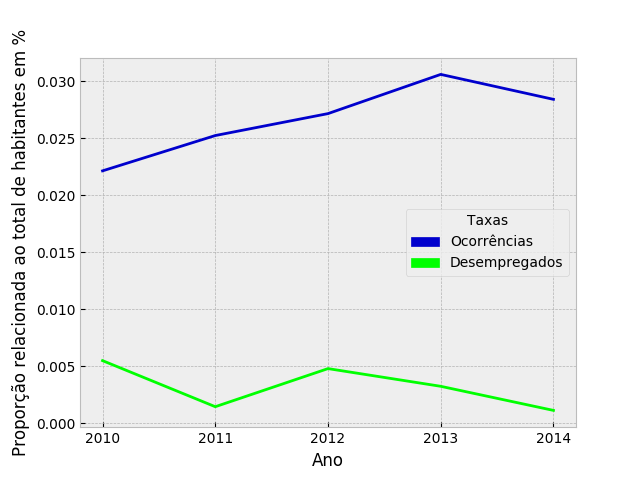 Proporção relacionada ao total de habitantes em %
0.030
0.025
0.020
0.015
0.010
0.005
0.000
Taxas
Ocorrências
Desempregados
2010 2011 2012 2013 2014
Ano